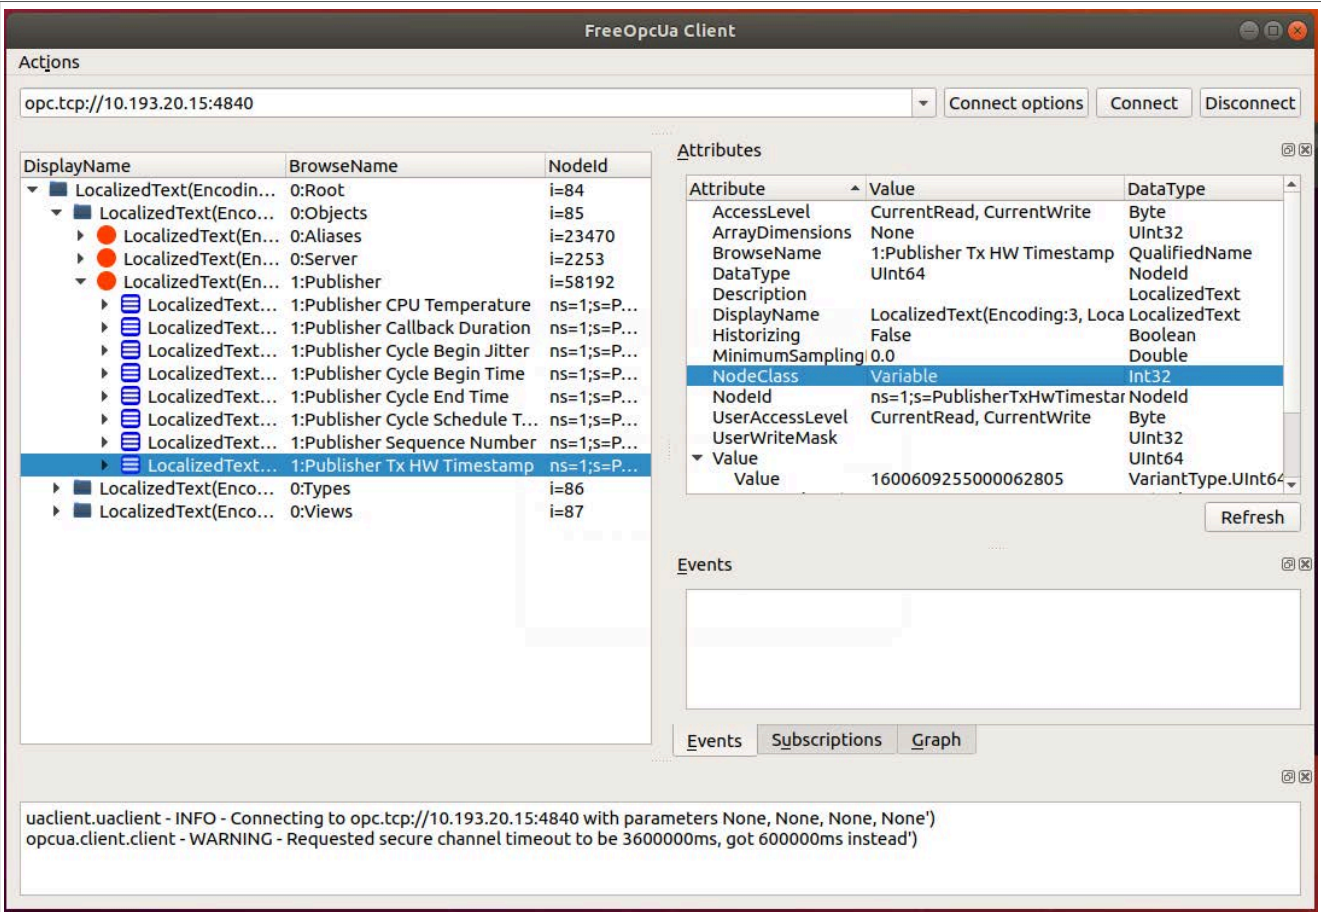 FreeOpcUa Client
Actions
opc.tcp://10.193.20.15:4840
Connect options
Connect
Disconnect
DisplayName BrowseName NodeId
LocalizedText(Encodin... 0:Root i=84
LocalizedText(Enco... 0:Objects i=85
LocalizedText(En... 0:Aliases i=23470
LocalizedText(En... 0:Server i=2253
LocalizedText(En... 1:Publisher i=58192
LocalizedText... 1:Publisher CPU Temperature ns=1;s=P...
LocalizedText... 1:Publisher Callback Duration ns=1;s=P...
LocalizedText... 1:Publisher Cycle Begin Jitter ns=1;s=P...
LocalizedText... 1:Publisher Cycle Begin Time ns=1;s=P...
LocalizedText... 1:Publisher Cycle End Time ns=1;s=P...
LocalizedText... 1:Publisher Cycle Schedule T... ns=1;s=P...
LocalizedText... 1:Publisher Sequence Number ns=1;s=P...
LocalizedText... 1:Publisher Tx HW Timestamp ns=1;s=P...
LocalizedText(Enco... 0:Types i=86
LocalizedText(Enco... 0:Views i=87
Attributes
Attribute Value DataType
AccessLevel CurrentRead, CurrentWrite Byte
ArrayDimensions None UInt32
BrowseName 1:Publisher Tx HW Timestamp QualifiedName
DataType UInt64 NodeId
Description LocalizedText
DisplayName LocalizedText(Encoding:3, Loca LocalizedText
Historizing False Boolean
MinimumSampling 0.0 Double
NodeClass Variable Int32
NodeId ns=1;s=PublisherTxHwTimestar NodeId
UserAccessLevel CurrentRead, CurrentWrite Byte
UserWriteMask UInt32
Value UInt64
Value 1600609255000062805 VariantType.UInt64
Refresh
Events
Events
Subscriptions
Graph
uaclient.uaclient - INFO - Connecting to opc.tcp://10.193.20.15:4840 with parameters None, None, None, None')
opcua.client.client - WARNING - Requested secure channel timeout to be 3600000ms, got 600000ms instead')